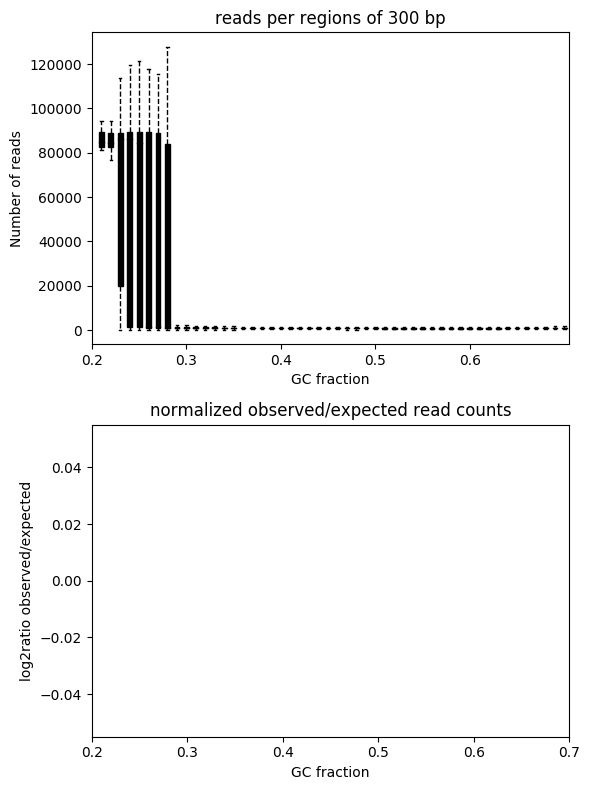 reads per regions of 300 bp
120000
100000
80000
60000
40000
20000
0
Number of reads
0.2 0.3 0.4 0.5 0.6
GC fraction
normalized observed/expected read counts
0.04
0.02
0.00
−0.02
−0.04
log2ratio observed/expected
0.2 0.3 0.4 0.5 0.6 0.7
GC fraction